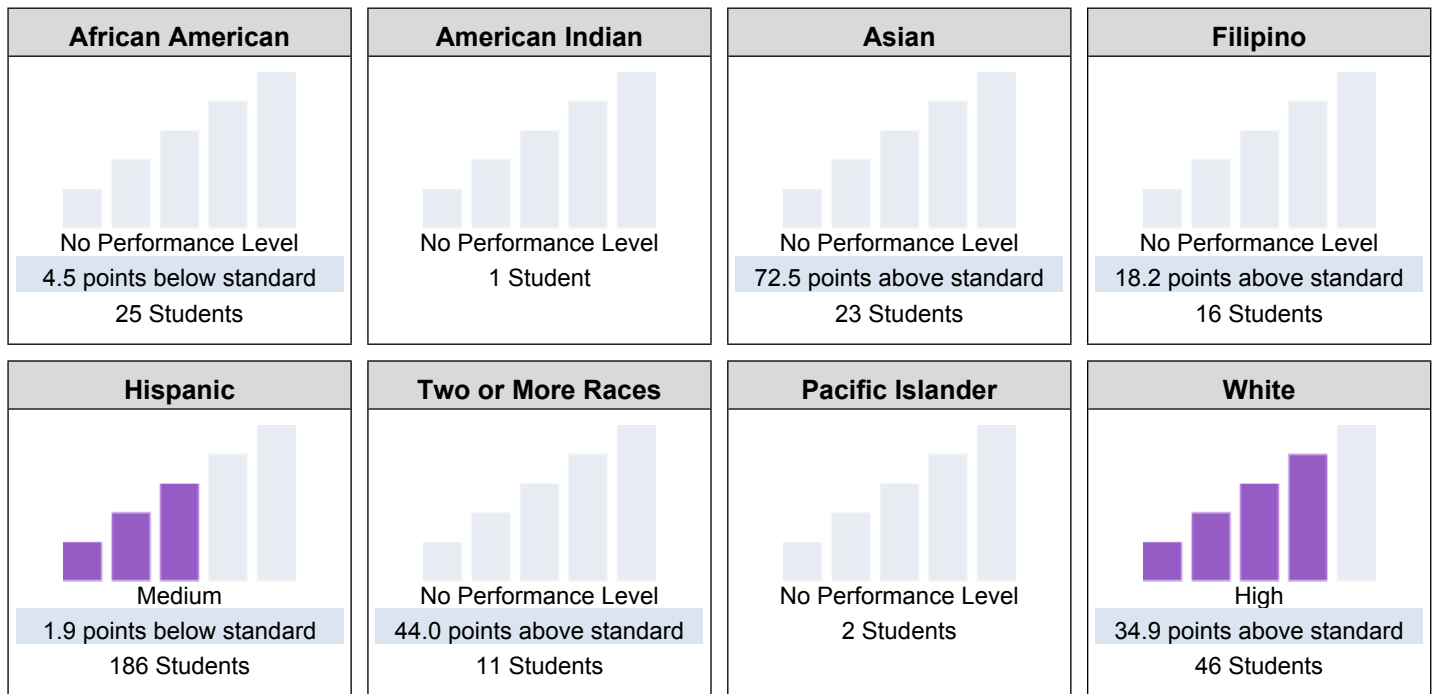 African American
No Performance Level
4.5 points below standard
25 Students
American Indian
No Performance Level
1 Student
Asian
No Performance Level
72.5 points above standard
23 Students
Filipino
No Performance Level
18.2 points above standard
16 Students
Hispanic
Medium
1.9 points below standard
186 Students
Two or More Races
No Performance Level
44.0 points above standard
11 Students
Pacific Islander
No Performance Level
2 Students
White
High
34.9 points above standard
46 Students